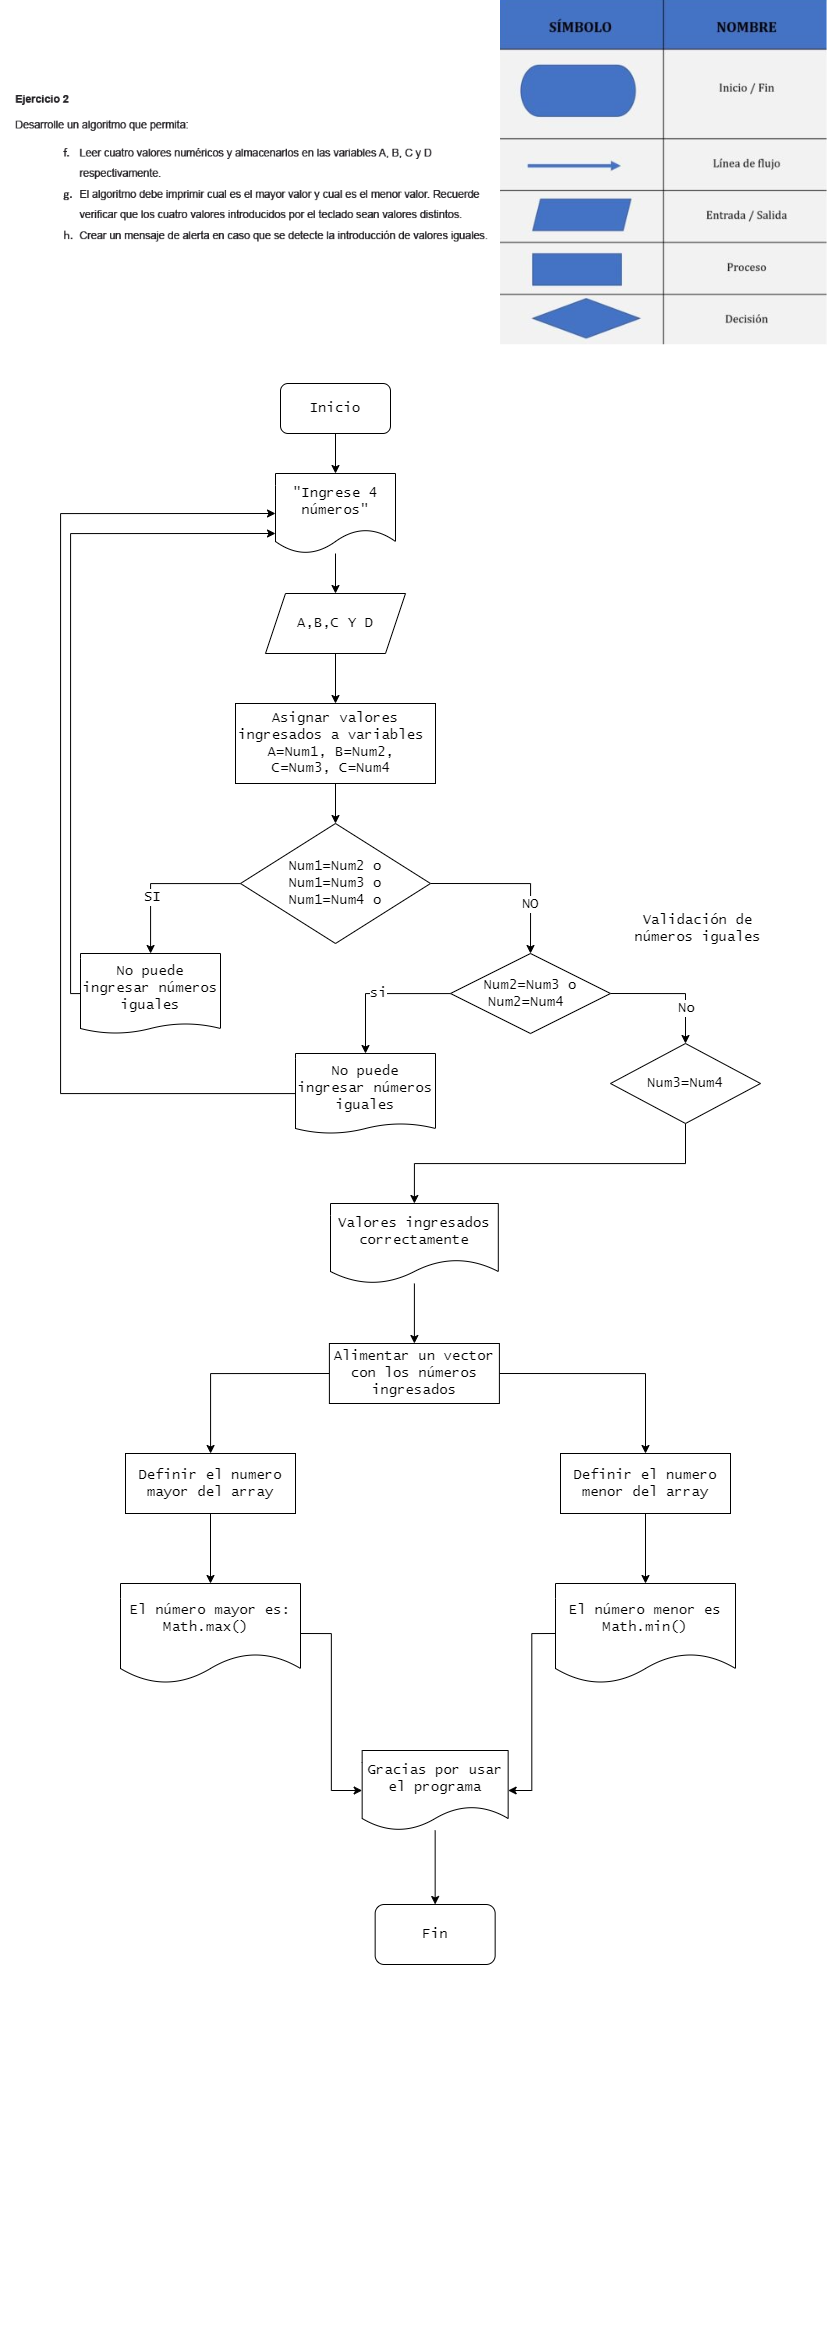 SÍMBOLO NOMBRE
Inicio / Fin
Línea de flujo
Entrada / Salida
Proceso
Decisión
Ejercicio 2
Desarrolle un algoritmo que permita:
f. Leer cuatro valores numéricos y almacenarlos en las variables A, B, C y D
respectivamente.
g. El algoritmo debe imprimir cual es el mayor valor y cual es el menor valor. Recuerde
verificar que los cuatro valores introducidos por el teclado sean valores distintos.
h. Crear un mensaje de alerta en caso que se detecte la introducción de valores iguales.
Inicio
"Ingrese 4
números"
A,B,C Y D
Asignar valores
ingresados a variables
A=Num1, B=Num2,
C=Num3, C=Num4
Num1=Num2 o
Num1=Num3 o
Num1=Num4 o
SI
NO
Validación de
números iguales
No puede
ingresar números
iguales
Num2=Num3 o
Num2=Num4
si
No
No puede
ingresar números
iguales
Num3=Num4
Valores ingresados
correctamente
Alimentar un vector
con los números
ingresados
Definir el numero
mayor del array
Definir el numero
menor del array
El número mayor es:
Math.max()
El número menor es
Math.min()
Gracias por usar
el programa
Fin